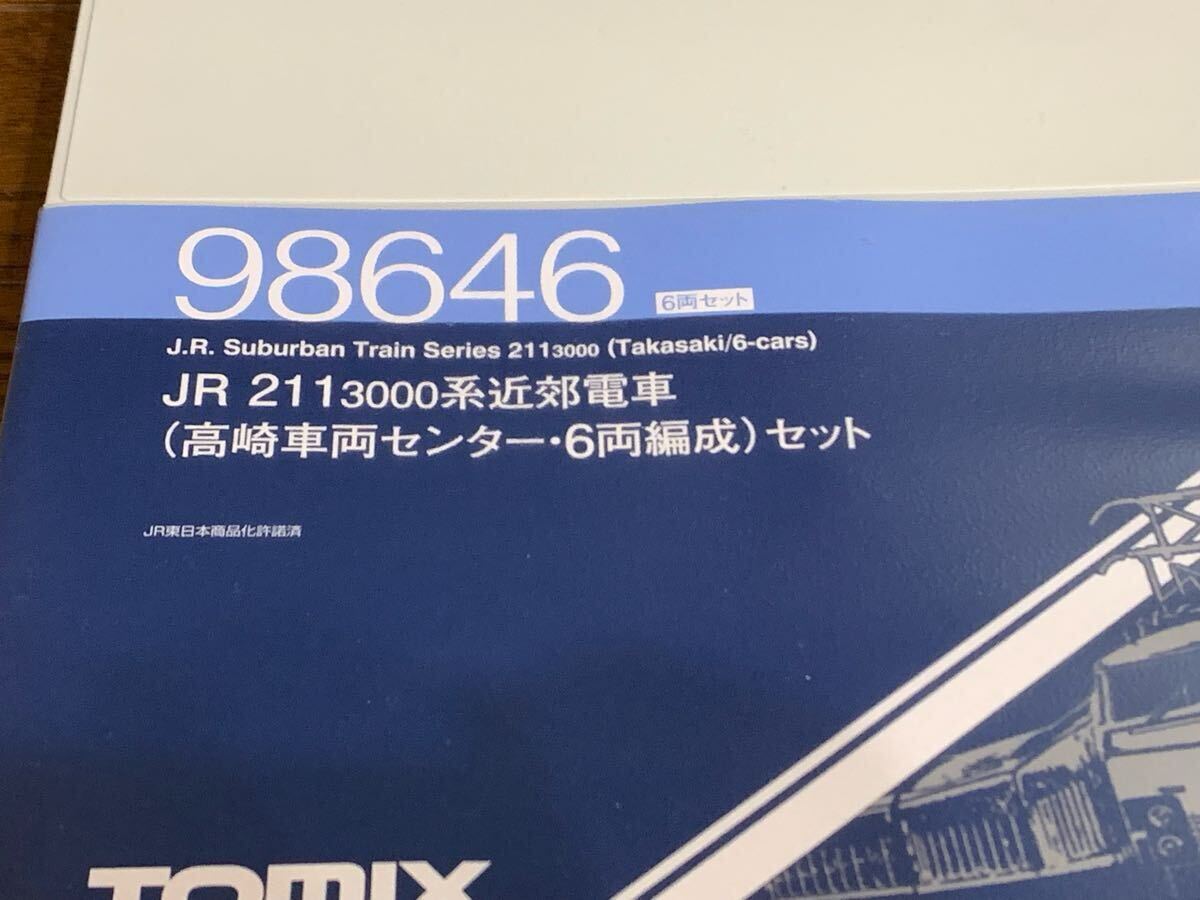 98646 6両セット
J.R. Suburban Train Series 2113000 (Takasaki/6-cars)
JR 2113000系近郊電車
(高崎車両センター・6両編成)セット
JR東日本商品化許諾済
TOMIX